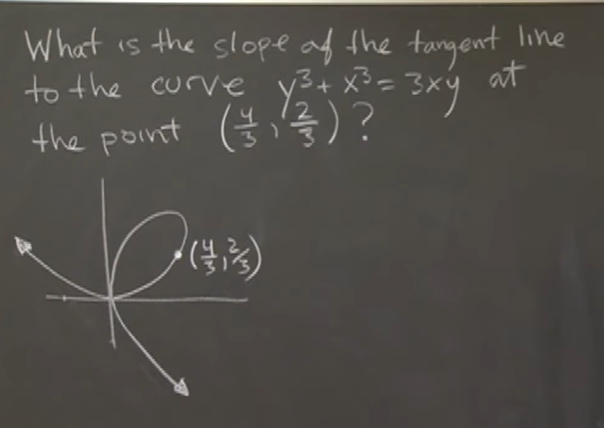 What is the slope of the tangent line
to the curve y³ + x³ = 3xy at
the point (4/3, 2/3)?
(4/3, 2/3)